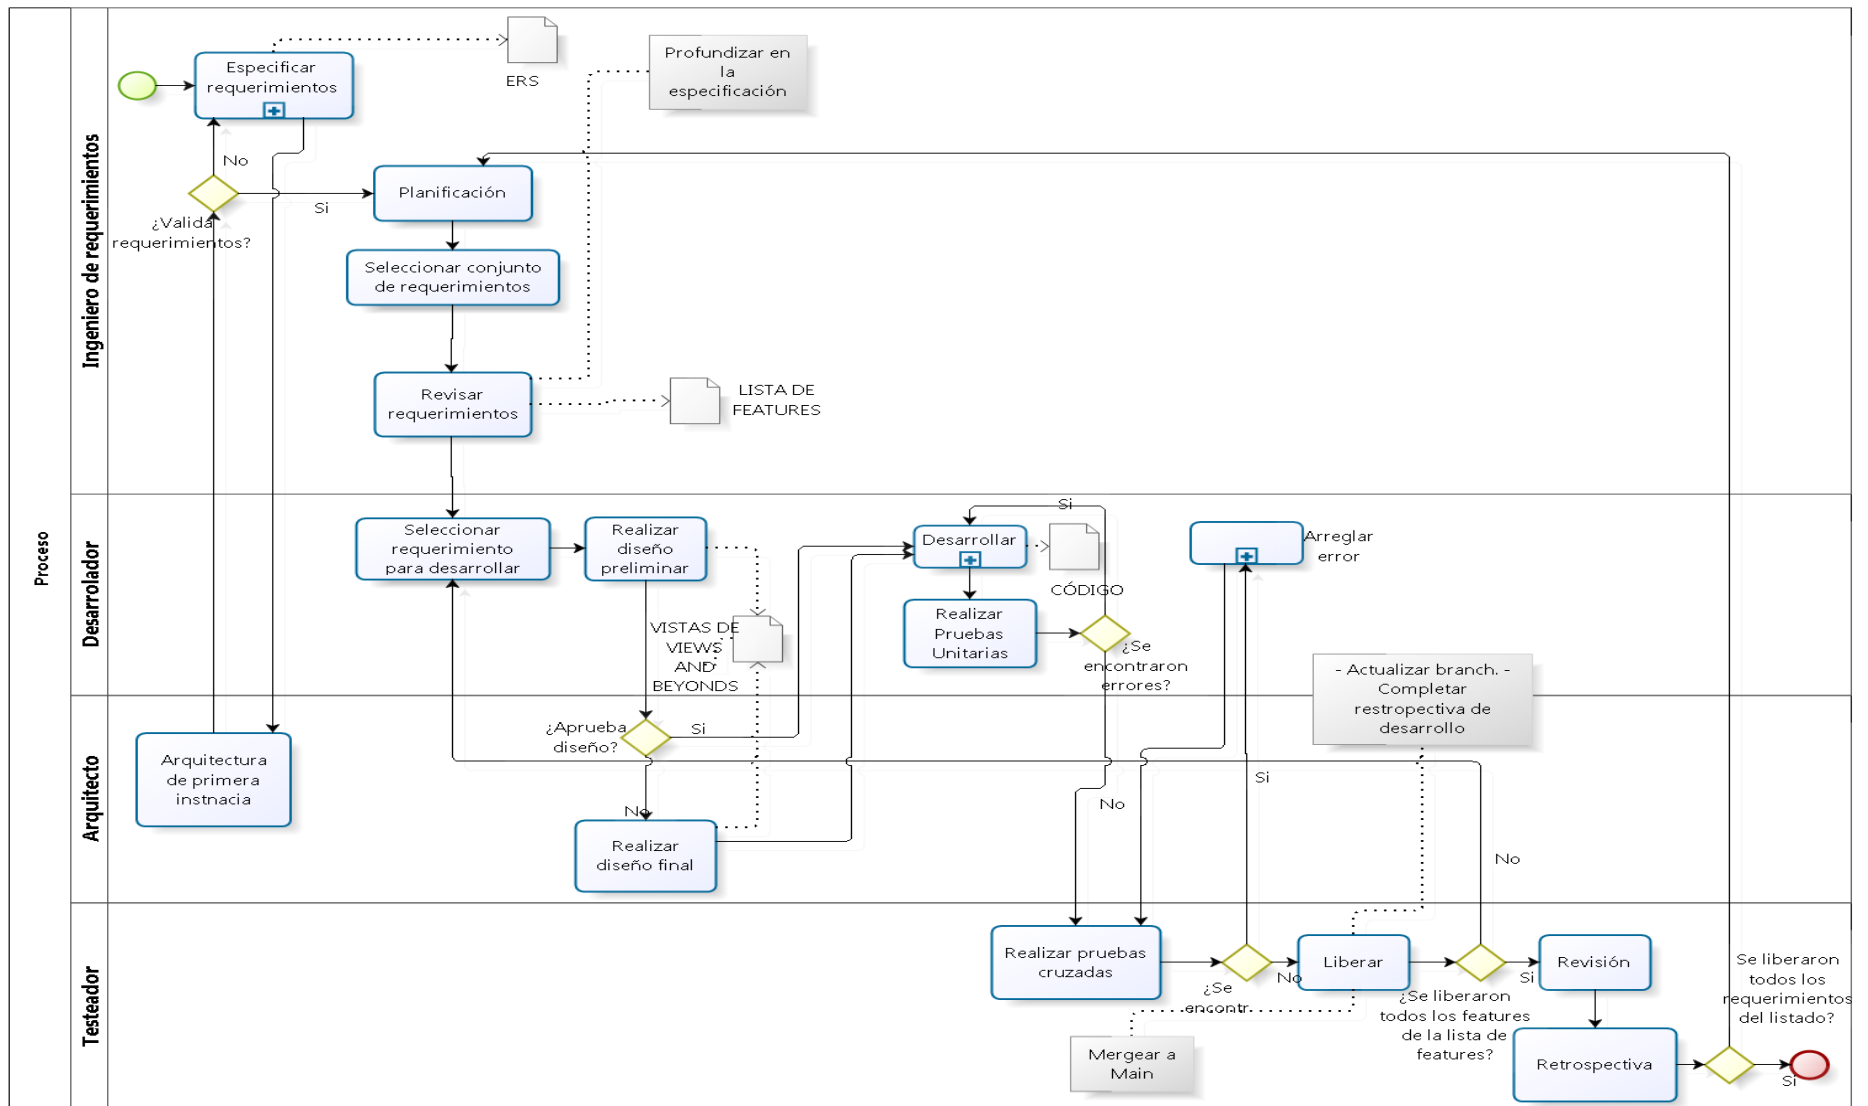 Proceso
Ingeniero de requerimientos
Especificar
requerimientos
ERS
Profundizar en
la
especificación
No
Si
¿Valida
requerimientos?
Planificación
Seleccionar conjunto
de requerimientos
Revisar
requerimientos
LISTA DE
FEATURES
Desarrolador
Seleccionar
requerimiento
para desarrollar
Realizar
diseño
preliminar
VISTAS DE
VIEWS
AND
BEYONDS
Si
Desarrollar
CÓDIGO
Realizar
Pruebas
Unitarias
¿Se
encontraron
errores?
Arreglar
error
- Actualizar branch. -
Completar
restropectiva de
desarrollo
Arquitecto
Arquitectura
de primera
instnacia
¿Aprueba
diseño?
Si
No
Realizar
diseño final
No
Si
No
Testeador
Realizar pruebas
cruzadas
¿Se
encontr...
No
Liberar
Mergear a
Main
¿Se liberaron
todos los features
de la lista de
features?
Si
Revisión
Retrospectiva
Se liberaron
todos los
requerimientos
del listado?
Si